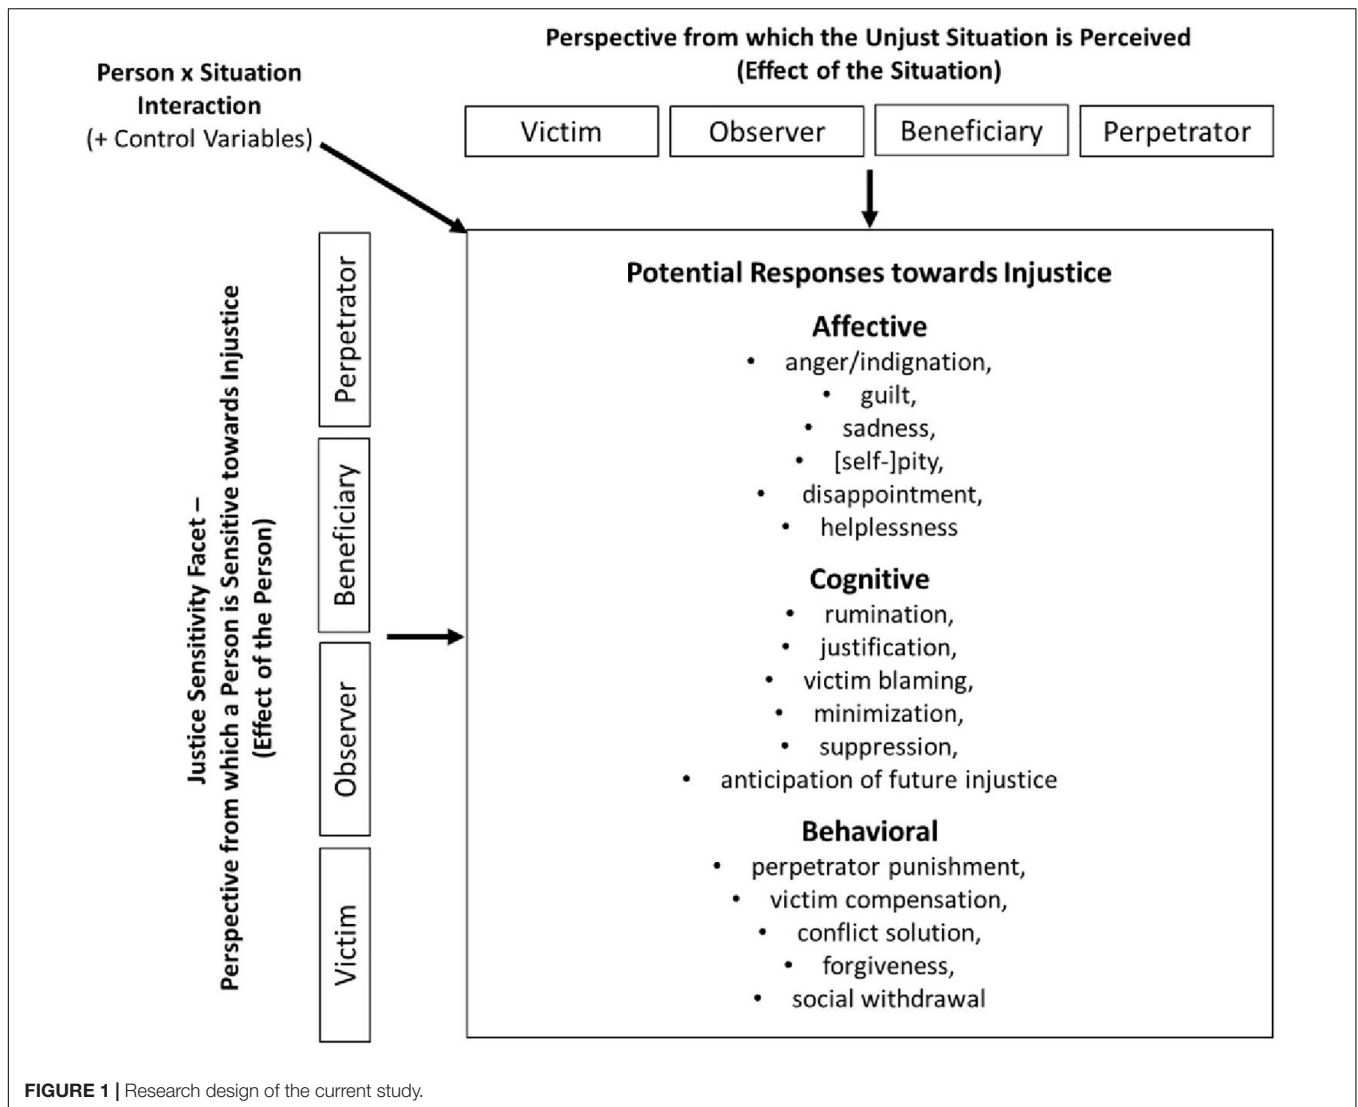 Perspective from which the Unjust Situation is Perceived
(Effect of the Situation)
Person x Situation
Interaction
(+ Control Variables)
Victim
Observer
Beneficiary
Perpetrator
Justice Sensitivity Facet –
Perspective from which a Person is Sensitive towards Injustice
(Effect of the Person)
Perpetrator
Beneficiary
Observer
Victim
Potential Responses towards Injustice
Affective
• anger/indignation,
• guilt,
• sadness,
• [self-]pity,
• disappointment,
• helplessness
Cognitive
• rumination,
• justification,
• victim blaming,
• minimization,
• suppression,
• anticipation of future injustice
Behavioral
• perpetrator punishment,
• victim compensation,
• conflict solution,
• forgiveness,
• social withdrawal
FIGURE 1 | Research design of the current study.